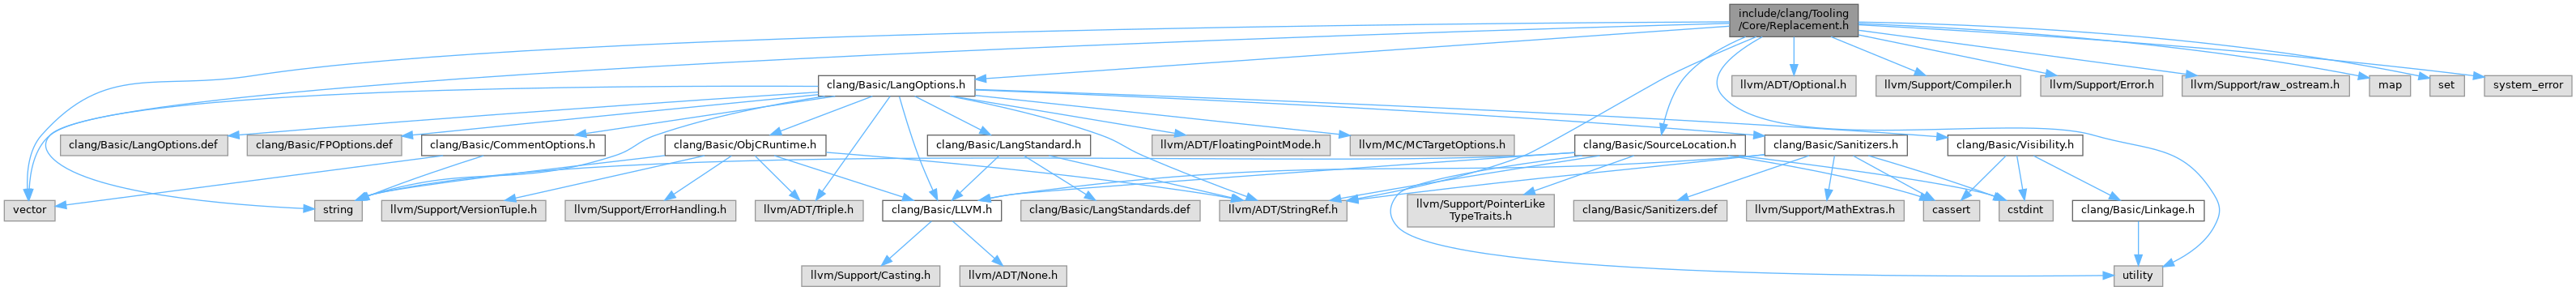 include/clang/Tooling
/Core/Replacement.h
clang/Basic/LangOptions.h
llvm/ADT/Optional.h
llvm/Support/Compiler.h
llvm/Support/Error.h
llvm/Support/raw_ostream.h
map
set
system_error
clang/Basic/LangOptions.def
clang/Basic/FPOptions.def
clang/Basic/CommentOptions.h
clang/Basic/ObjCRuntime.h
clang/Basic/LangStandard.h
llvm/ADT/FloatingPointMode.h
llvm/MC/MCTargetOptions.h
clang/Basic/SourceLocation.h
clang/Basic/Sanitizers.h
clang/Basic/Visibility.h
vector
string
llvm/Support/VersionTuple.h
llvm/Support/ErrorHandling.h
llvm/ADT/Triple.h
clang/Basic/LLVM.h
clang/Basic/LangStandards.def
llvm/ADT/StringRef.h
llvm/Support/PointerLike
TypeTraits.h
clang/Basic/Sanitizers.def
llvm/Support/MathExtras.h
cassert
cstdint
clang/Basic/Linkage.h
llvm/Support/Casting.h
llvm/ADT/None.h
utility